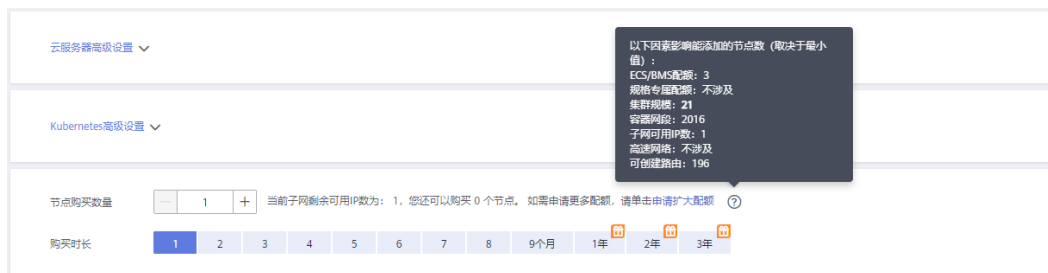 云服务器高级设置
以下因素影响能添加的节点数（取决于最小
值）：
ECS/BMS配额：3
规格专属配额：不涉及
集群规模：21
容器网段：2016
子网可用IP数：1
高速网络：不涉及
可创建路由：196
Kubernetes高级设置
节点购买数量 — 1 + 当前子网剩余可用IP数为： 1，您还可以购买 0 个节点。 如需申请更多配额，请单击申请扩大配额 ?
购买时长 1 2 3 4 5 6 7 8 9个月 1年 2年 3年